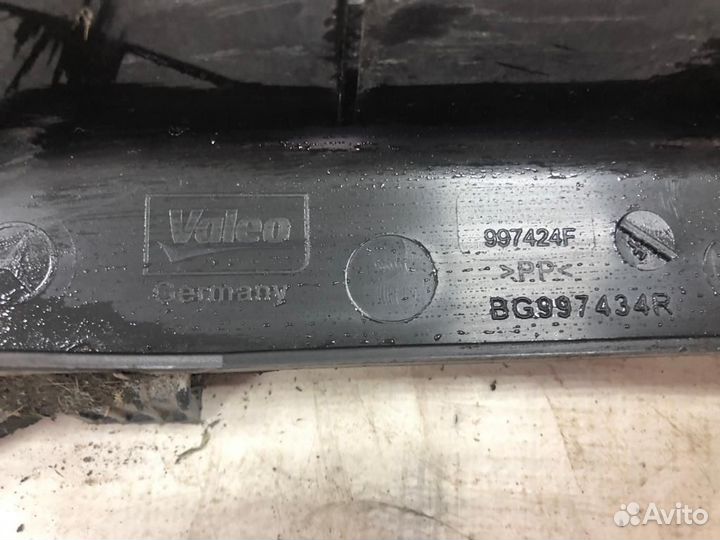 Valeo
Germany
997424F
>PP<
BG997434R
Avito